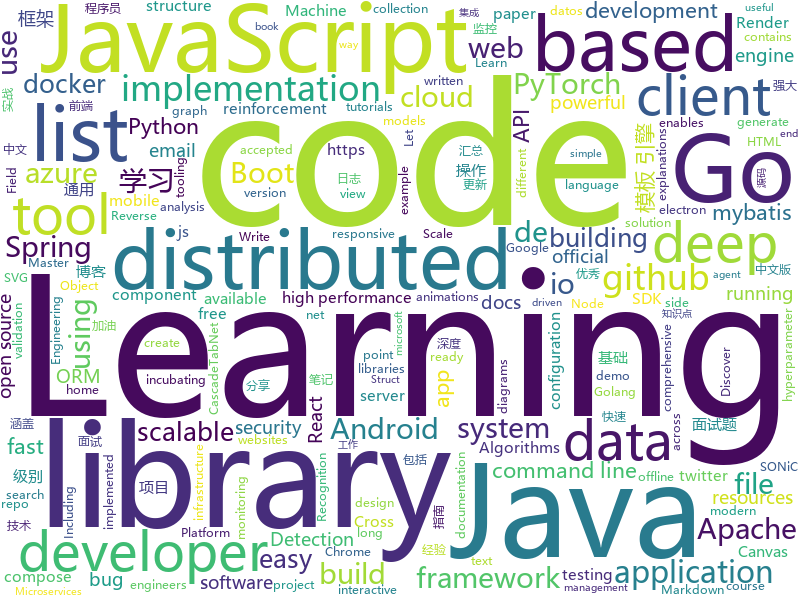 程序员 Machine collection 集成 datos useful
框架 structure book paper 监控 development Render contains
JavaScript based 强大
use implementation web engine
实战 前端 docker cloud PyTorch client
list Python graph reinforcement tutorials powerful API generate
code models HTML end
中文 azure email written accepted Let enables
学习 Boot https 汇总 simple
Go explanations 源码
tool mobile tooling 操作 language Field
通用 日志 更新 模板引擎
version analysis example different
Spring Reverse view electron mybatis
distributed de building solution
js responsive Write Scale official deep
博客 component docs Google 优秀 中文版
SVG Master available io github Node side
Object high performance animations SDK agent
open source validation using free running
Learning
Engineering net configuration
library diagrams demo knowledge
ORM create point ready app Golang 基础 comprehensive Discover hyperparameter
加油 incubating libraries Struct driven microsoft 深度 server 快速 知识点
home CascadeTabNet 分享 笔记 data across
scalable security React Android system Algorithms 面试题
涵盖 fast 面试 Java
级别 search Recognition command line offline twitter SONiC
Including infrastructure file Apache
项目 包括 documentation
developer 工作 easy resources
技术 repo implemented Platform Detection Cross modern
websites monitoring 指南 design Chrome long Canvas
compose bug build framework application
software project 经验 testing
engineers interactive text Markdown course
Microservices Learn way management